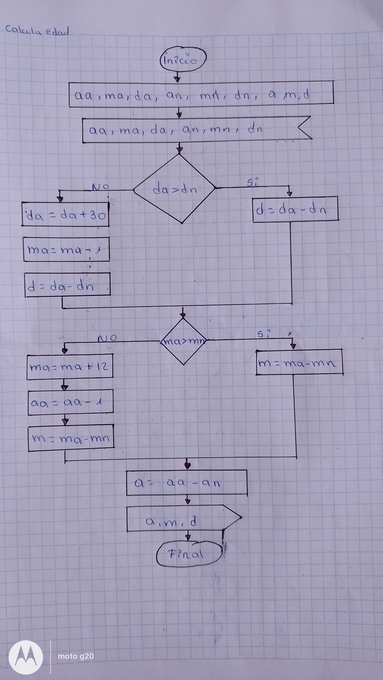 Calcula edad
Inicio
aa, ma, da, an, mn, dn, a, m, d
aa, ma, da, an, mn, dn
da>dn
No
Si
da = da+30
d = da-dn
ma = ma-1
d = da-dn
ma>mn
NO
Si
ma = ma+12
m = ma-mn
aa = aa-1
m = ma-mn
a = aa-an
a, m, d
Final
moto g20